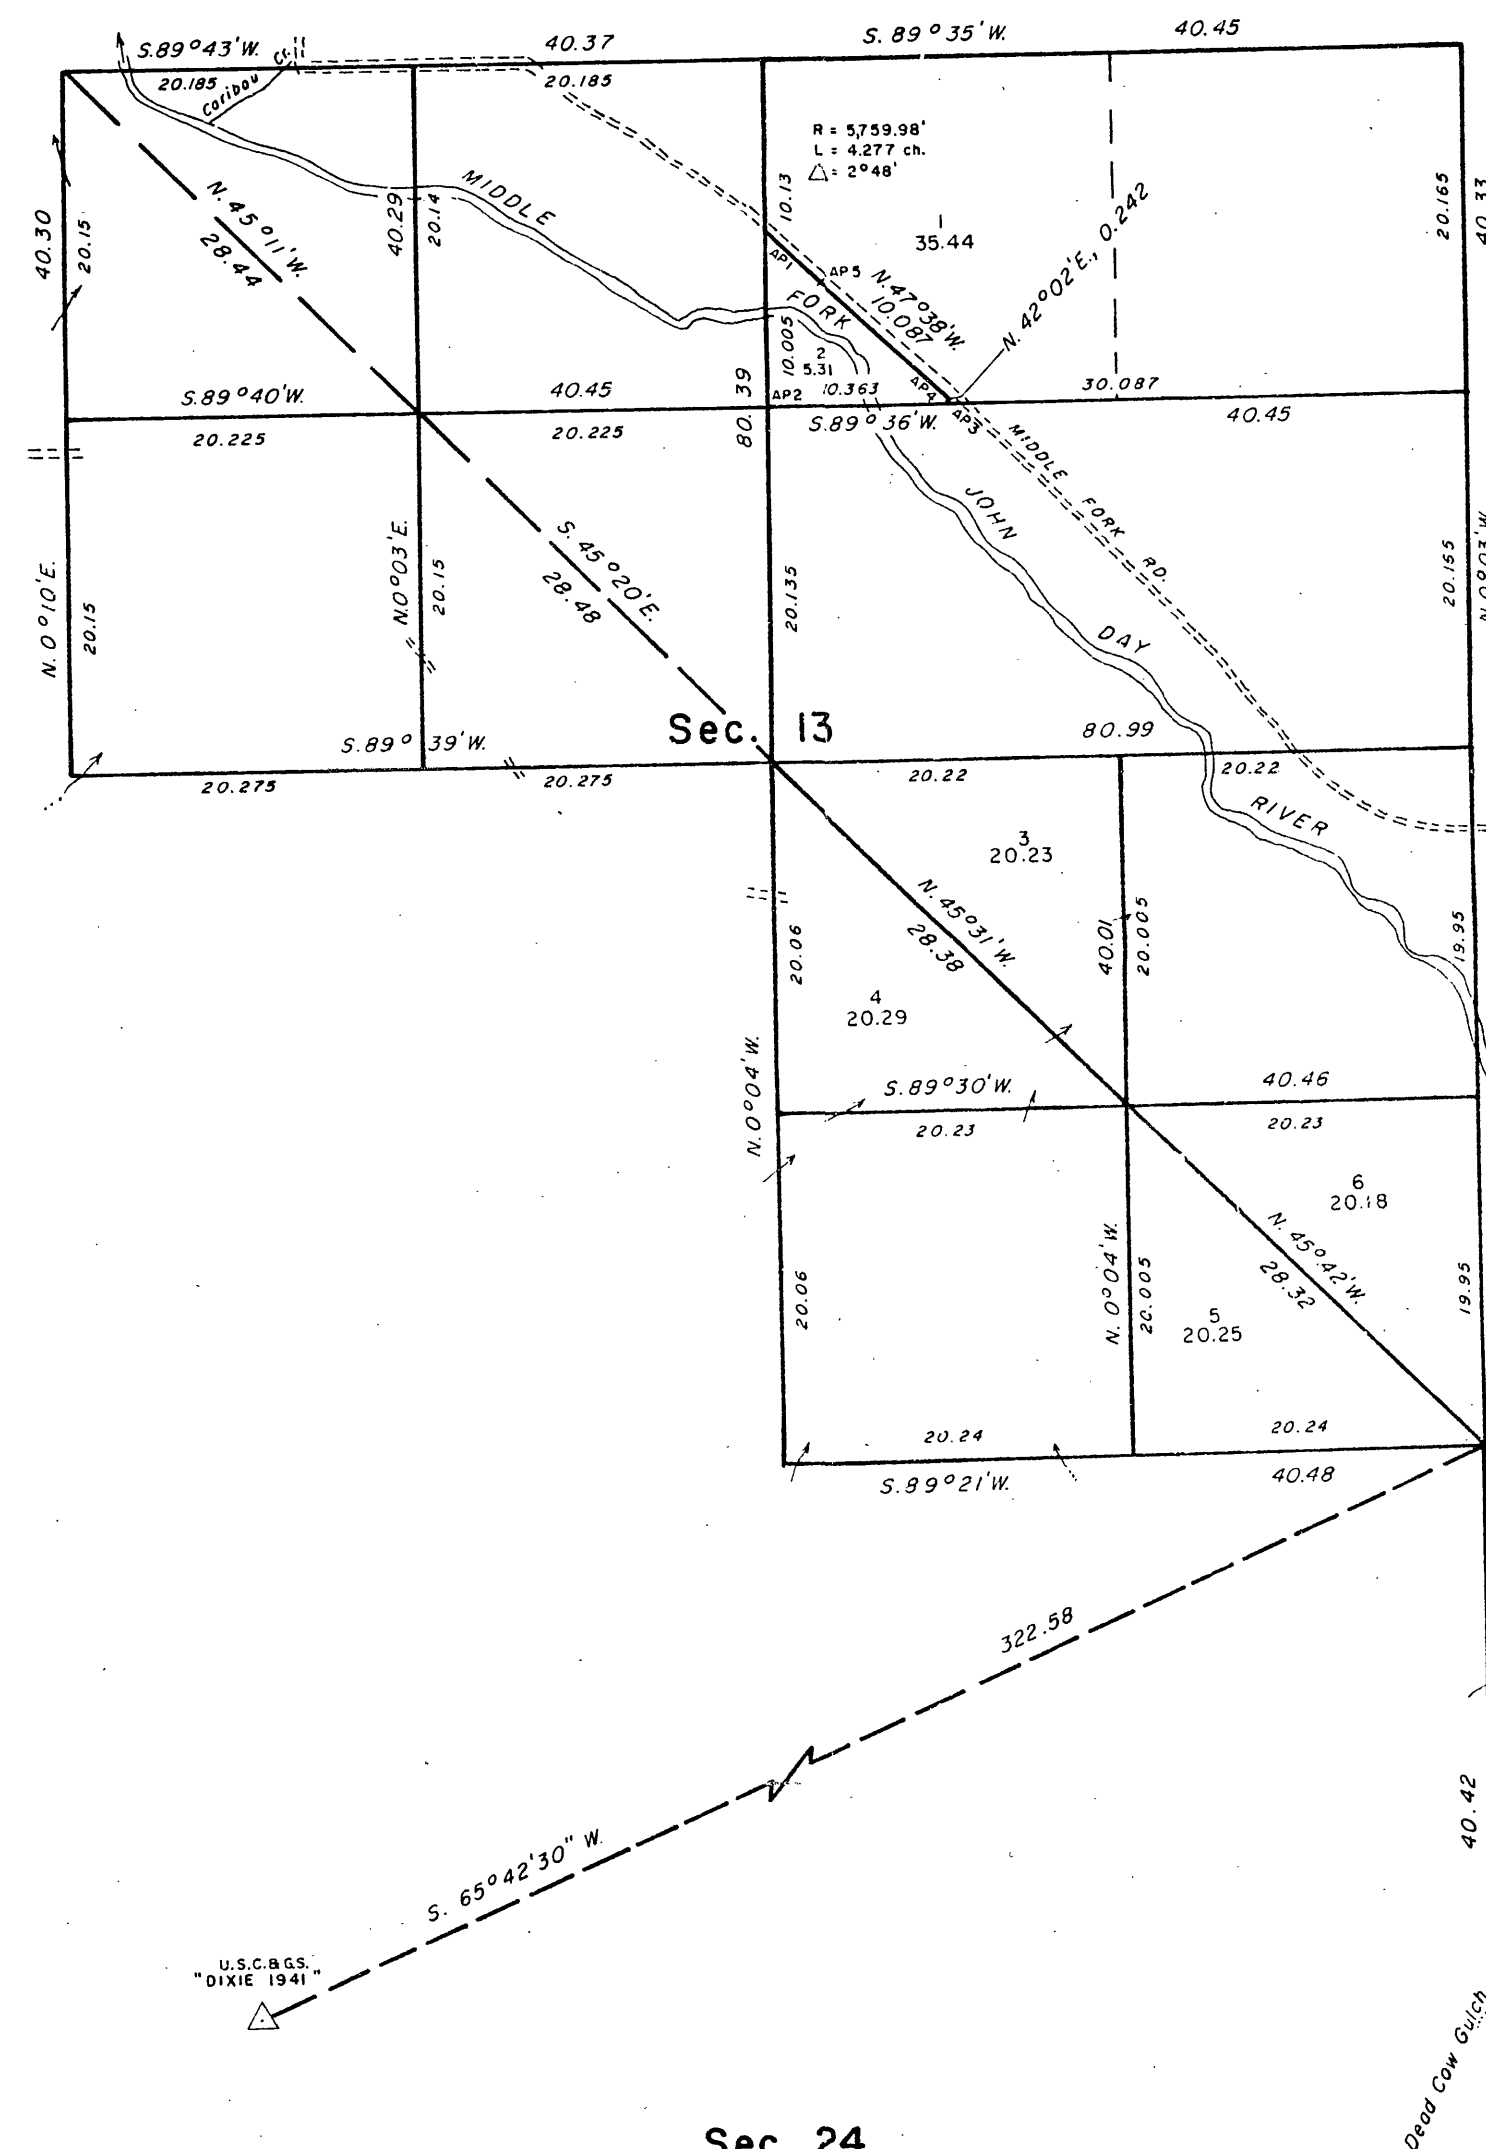 S.89°43'W.
40.37
S. 89°35'W.
40.45
20.185
Caribou Cr.
20.185
R = 5,759.98'
L = 4.277 ch.
△= 2°48'
40.30
20.15
N. 45°11'W.
28.44
40.29
20.14
MIDDLE
10.13
1
35.44
N. 42°02'E., 0.242
20.165
40.33
AP1
AP5
N.47°38'W.
10.087
FORK
10.005
2
5.31
S.89°40'W.
40.45
80.39
AP2
10.363
AP4
30.087
20.225
20.225
S.89°36'W.
AP3
40.45
MIDDLE FORK RD.
JOHN
N. 0°10'E.
20.15
N.0°03'E.
20.15
S. 45°20'E.
28.48
20.135
20.155
N.0°03'W.
DAY
Sec. 13
80.99
S.89°39'W.
20.275
20.275
20.22
20.22
RIVER
3
20.23
N.45°31'W.
28.38
20.06
40.01
20.005
19.95
4
20.29
N.0°04'W.
S.89°30'W.
40.46
20.23
20.23
6
20.18
N. 45°42'W.
28.32
20.06
N. 0°04'W.
20.005
19.95
5
20.25
20.24
20.24
S.89°21'W.
40.48
322.58
40.42
S. 65°42'30" W.
U.S.C.&G.S.
"DIXIE 1941"
Dead Cow Gulch
Sec. 24